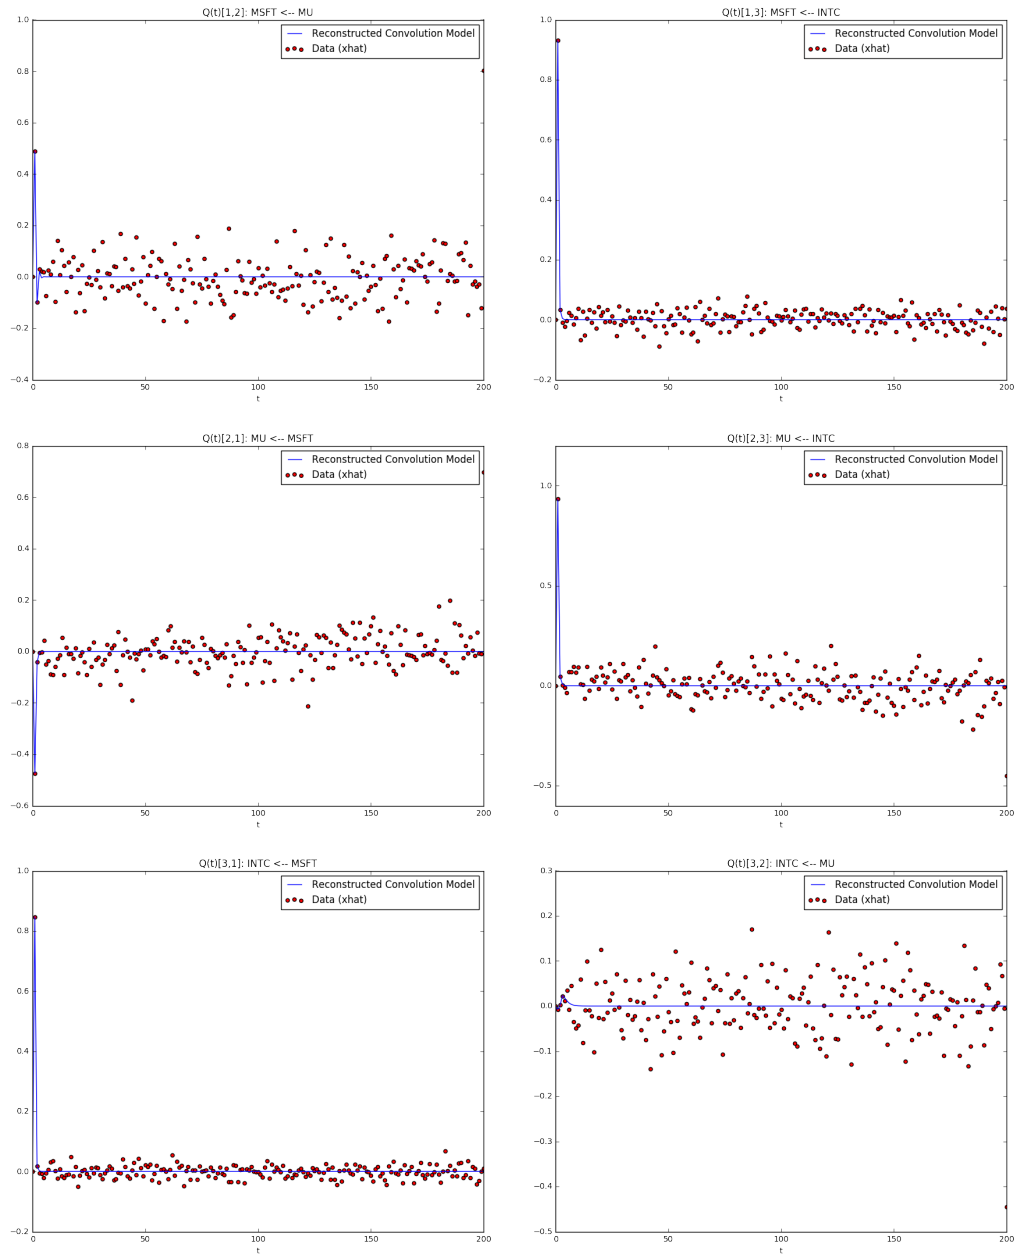 Q(t)[1,2]: MSFT <-- MU
Reconstructed Convolution Model
Data (xhat)
1.0
0.8
0.6
0.4
0.2
0.0
−0.2
−0.4
0 50 100 150 200
t
Q(t)[1,3]: MSFT <-- INTC
Reconstructed Convolution Model
Data (xhat)
1.0
0.8
0.6
0.4
0.2
0.0
−0.2
0 50 100 150 200
t
Q(t)[2,1]: MU <-- MSFT
Reconstructed Convolution Model
Data (xhat)
0.8
0.6
0.4
0.2
0.0
−0.2
−0.4
−0.6
0 50 100 150 200
t
Q(t)[2,3]: MU <-- INTC
Reconstructed Convolution Model
Data (xhat)
1.0
0.5
0.0
−0.5
0 50 100 150 200
t
Q(t)[3,1]: INTC <-- MSFT
Reconstructed Convolution Model
Data (xhat)
1.0
0.8
0.6
0.4
0.2
0.0
−0.2
0 50 100 150 200
t
Q(t)[3,2]: INTC <-- MU
Reconstructed Convolution Model
Data (xhat)
0.3
0.2
0.1
0.0
−0.1
−0.2
−0.3
−0.4
−0.5
0 50 100 150 200
t